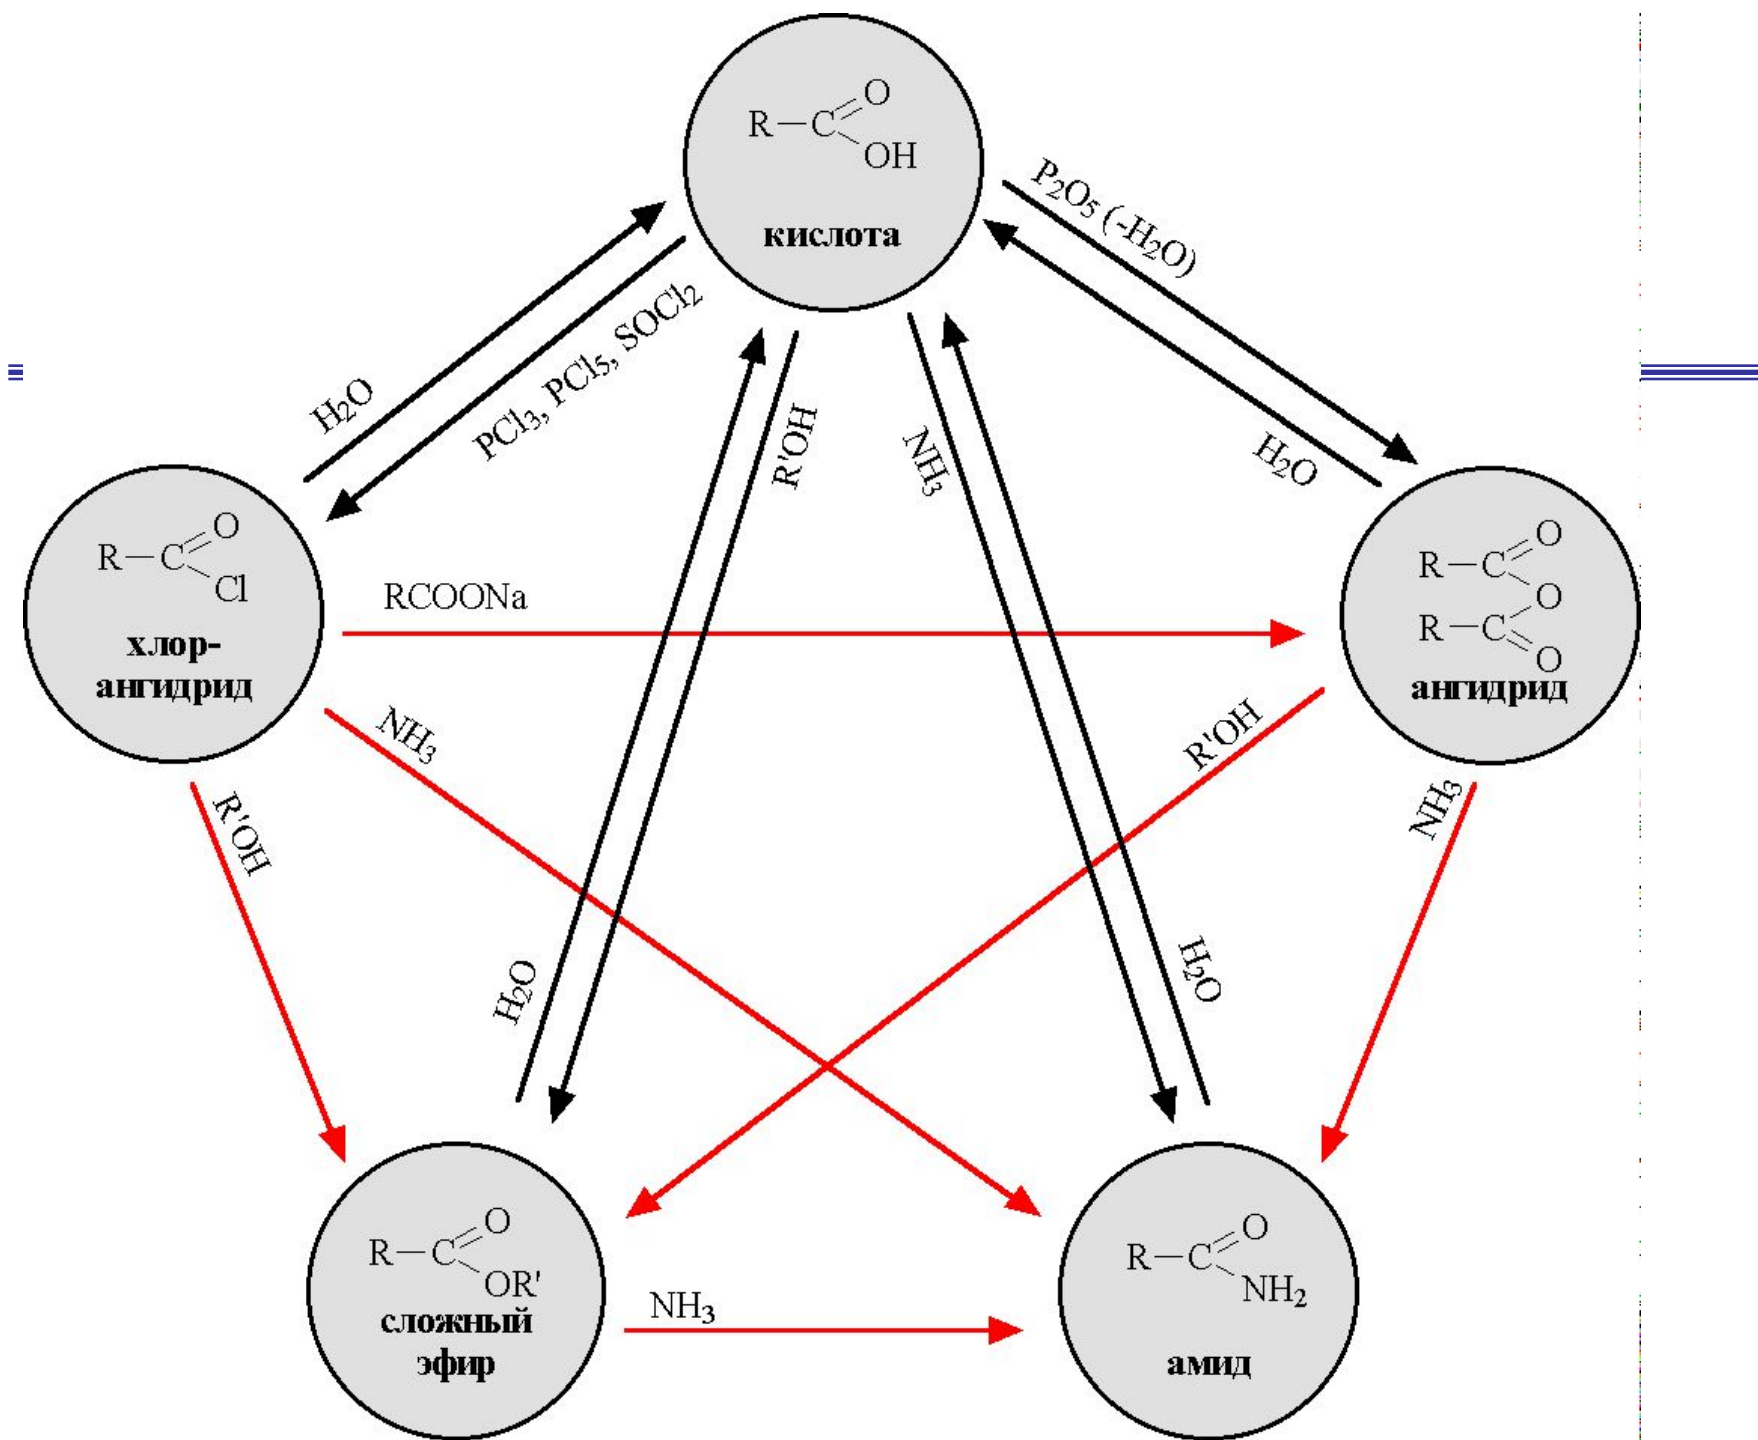 R–C
O
OH
кислота
P₂O₅ (-H₂O)
H₂O
PCl₃, PCl₅, SOCl₂
H₂O
R'OH
NH₃
R–C
O
Cl
хлор-
ангидрид
RCOONa
R–C
O
O
R–C
O
ангидрид
NH₃
R'OH
R'OH
NH₃
H₂O
H₂O
R–C
O
OR'
сложный
эфир
NH₃
R–C
O
NH₂
амид